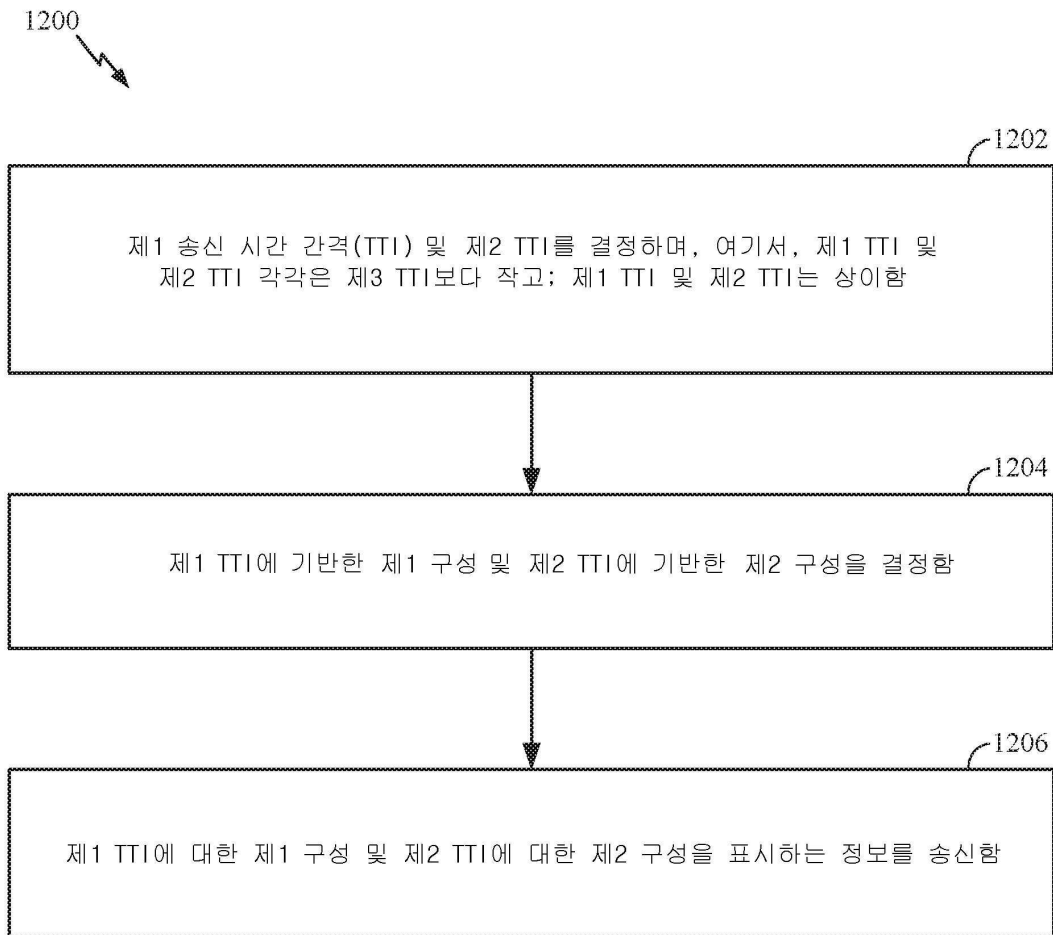 1200
1202
제1 송신 시간 간격(TTI) 및 제2 TTI를 결정하며, 여기서, 제1 TTI 및
제2 TTI 각각은 제3 TTI보다 작고; 제1 TTI 및 제2 TTI는 상이함
1204
제1 TTI에 기반한 제1 구성 및 제2 TTI에 기반한 제2 구성을 결정함
1206
제1 TTI에 대한 제1 구성 및 제2 TTI에 대한 제2 구성을 표시하는 정보를 송신함